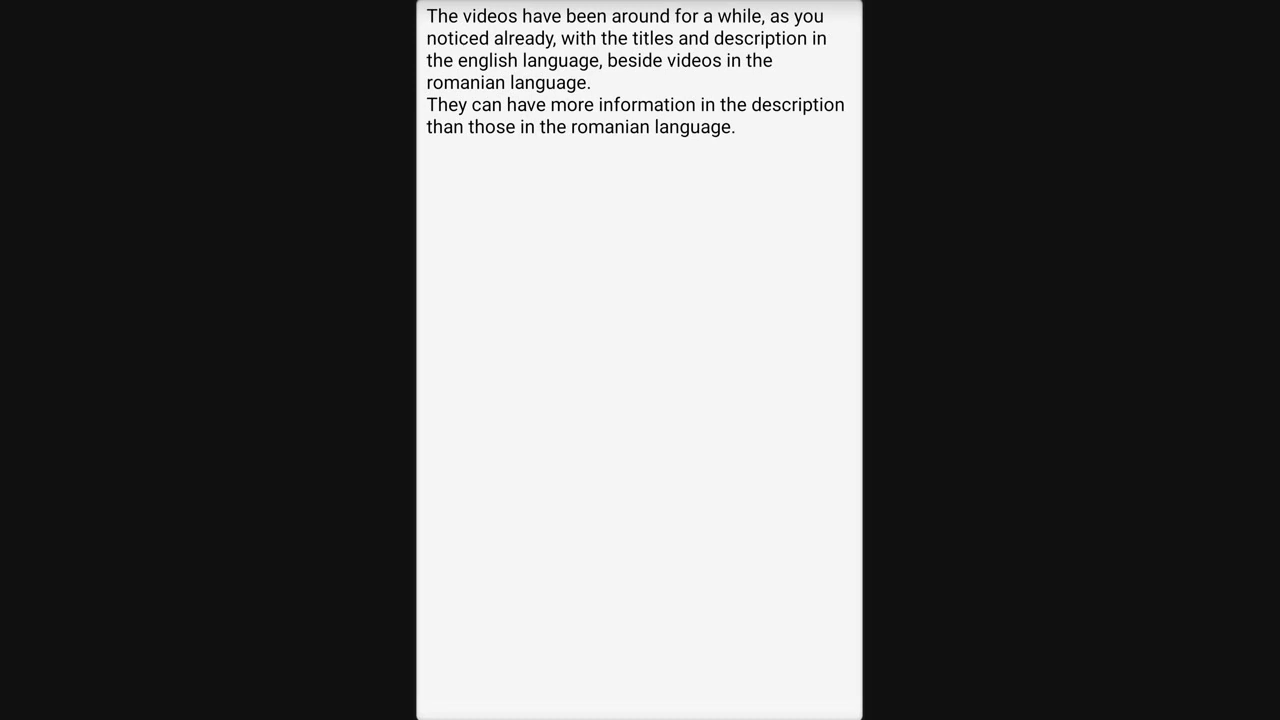 The videos have been around for a while, as you
noticed already, with the titles and description in
the english language, beside videos in the
romanian language.
They can have more information in the description
than those in the romanian language.